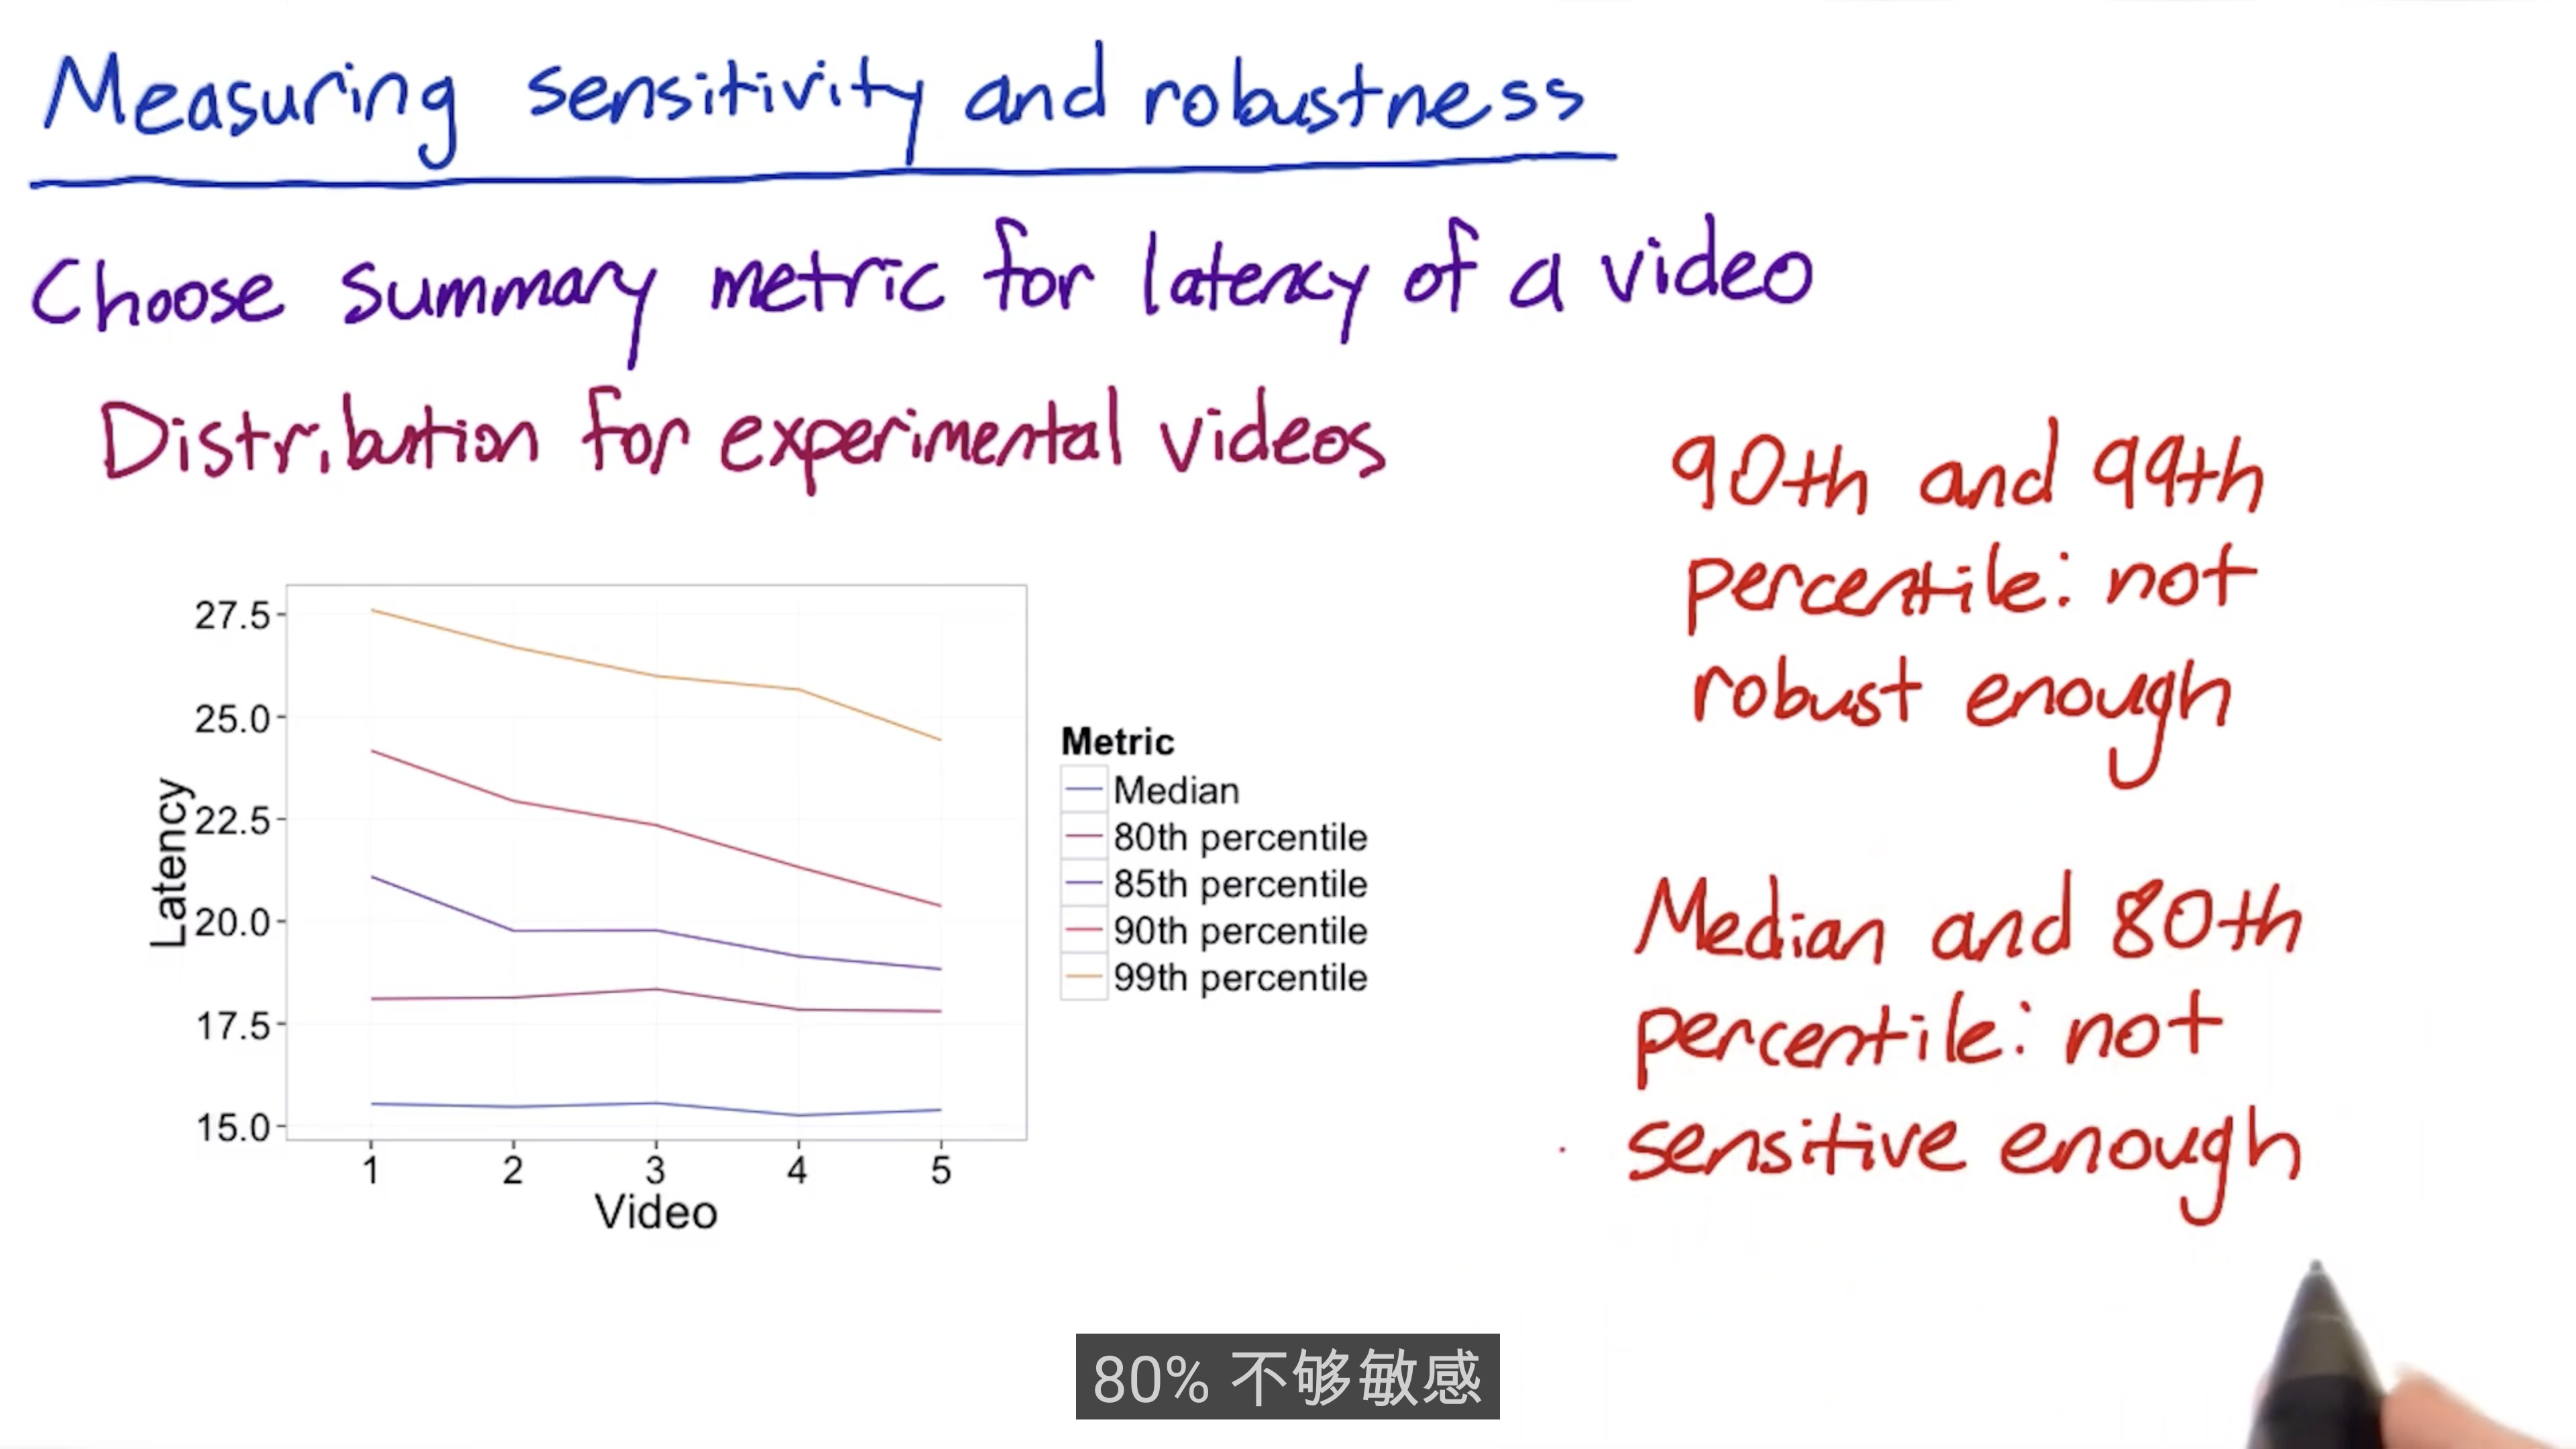 Measuring sensitivity and robustness
Choose summary metric for latency of a video
Distribution for experimental videos
90th and 99th
percentile: not
robust enough
Median and 80th
percentile: not
sensitive enough
27.5
25.0
22.5
20.0
17.5
15.0
Latency
1 2 3 4 5
Video
Metric
Median
80th percentile
85th percentile
90th percentile
99th percentile
80% 不够敏感